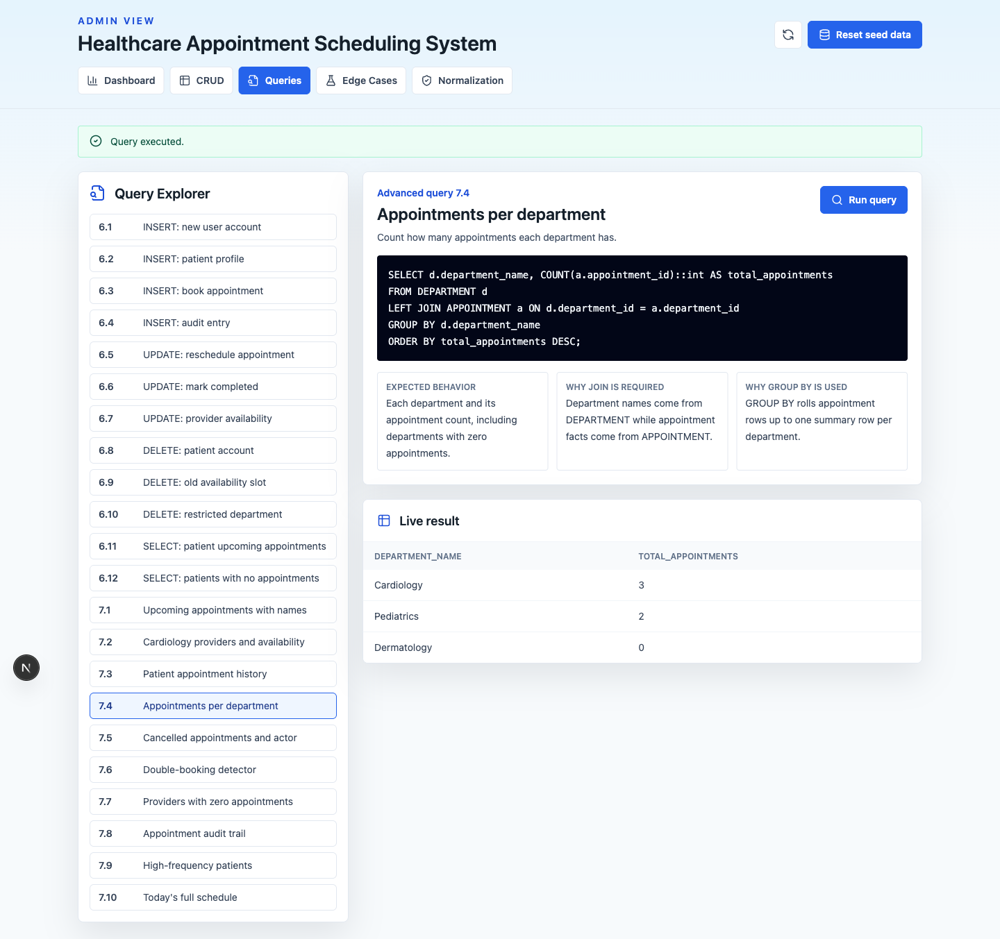 ADMIN VIEW
Healthcare Appointment Scheduling System
Reset seed data
Dashboard
CRUD
Queries
Edge Cases
Normalization
Query executed.
Query Explorer
6.1 INSERT: new user account
6.2 INSERT: patient profile
6.3 INSERT: book appointment
6.4 INSERT: audit entry
6.5 UPDATE: reschedule appointment
6.6 UPDATE: mark completed
6.7 UPDATE: provider availability
6.8 DELETE: patient account
6.9 DELETE: old availability slot
6.10 DELETE: restricted department
6.11 SELECT: patient upcoming appointments
6.12 SELECT: patients with no appointments
7.1 Upcoming appointments with names
7.2 Cardiology providers and availability
7.3 Patient appointment history
7.4 Appointments per department
7.5 Cancelled appointments and actor
7.6 Double-booking detector
7.7 Providers with zero appointments
7.8 Appointment audit trail
7.9 High-frequency patients
7.10 Today's full schedule
Advanced query 7.4
Appointments per department
Count how many appointments each department has.
Run query
SELECT d.department_name, COUNT(a.appointment_id)::int AS total_appointments
FROM DEPARTMENT d
LEFT JOIN APPOINTMENT a ON d.department_id = a.department_id
GROUP BY d.department_name
ORDER BY total_appointments DESC;
EXPECTED BEHAVIOR
Each department and its
appointment count, including
departments with zero
appointments.
WHY JOIN IS REQUIRED
Department names come from
DEPARTMENT while appointment
facts come from APPOINTMENT.
WHY GROUP BY IS USED
GROUP BY rolls appointment
rows up to one summary row per
department.
Live result
DEPARTMENT_NAME TOTAL_APPOINTMENTS
Cardiology 3
Pediatrics 2
Dermatology 0
N